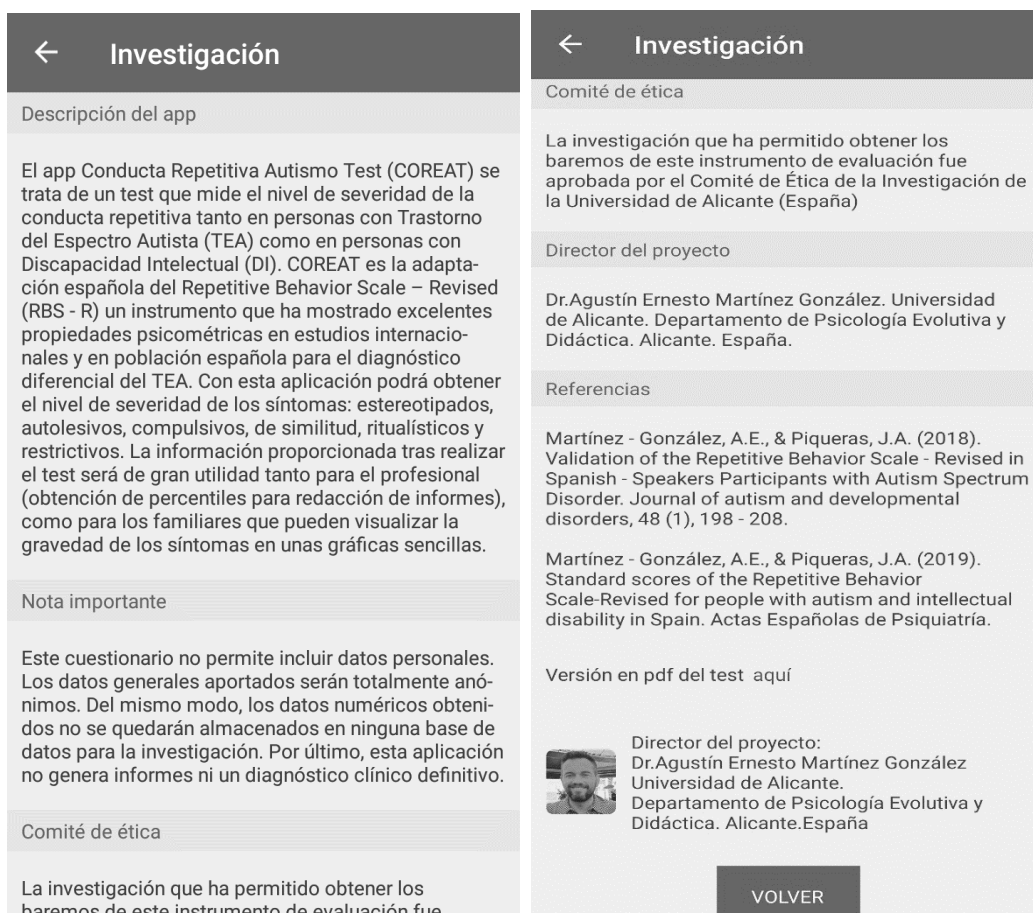 Investigación
Descripción del app
El app Conducta Repetitiva Autismo Test (COREAT) se
trata de un test que mide el nivel de severidad de la
conducta repetitiva tanto en personas con Trastorno
del Espectro Autista (TEA) como en personas con
Discapacidad Intelectual (DI). COREAT es la adapta-
ción española del Repetitive Behavior Scale – Revised
(RBS - R) un instrumento que ha mostrado excelentes
propiedades psicométricas en estudios internacio-
nales y en población española para el diagnóstico
diferencial del TEA. Con esta aplicación podrá obtener
el nivel de severidad de los síntomas: estereotipados,
autolesivos, compulsivos, de similitud, ritualísticos y
restrictivos. La información proporcionada tras realizar
el test será de gran utilidad tanto para el profesional
(obtención de percentiles para redacción de informes),
como para los familiares que pueden visualizar la
gravedad de los síntomas en unas gráficas sencillas.
Nota importante
Este cuestionario no permite incluir datos personales.
Los datos generales aportados serán totalmente anó-
nimos. Del mismo modo, los datos numéricos obteni-
dos no se quedarán almacenados en ninguna base de
datos para la investigación. Por último, esta aplicación
no genera informes ni un diagnóstico clínico definitivo.
Comité de ética
La investigación que ha permitido obtener los
baremos de este instrumento de evaluación fue
Investigación
Comité de ética
La investigación que ha permitido obtener los
baremos de este instrumento de evaluación fue
aprobada por el Comité de Ética de la Investigación de
la Universidad de Alicante (España)
Director del proyecto
Dr.Agustín Ernesto Martínez González. Universidad
de Alicante. Departamento de Psicología Evolutiva y
Didáctica. Alicante. España.
Referencias
Martínez - González, A.E., & Piqueras, J.A. (2018).
Validation of the Repetitive Behavior Scale - Revised in
Spanish - Speakers Participants with Autism Spectrum
Disorder. Journal of autism and developmental
disorders, 48 (1), 198 - 208.
Martínez - González, A.E., & Piqueras, J.A. (2019).
Standard scores of the Repetitive Behavior
Scale-Revised for people with autism and intellectual
disability in Spain. Actas Españolas de Psiquiatría.
Versión en pdf del test aquí
Director del proyecto:
Dr.Agustín Ernesto Martínez González
Universidad de Alicante.
Departamento de Psicología Evolutiva y
Didáctica. Alicante.España
VOLVER